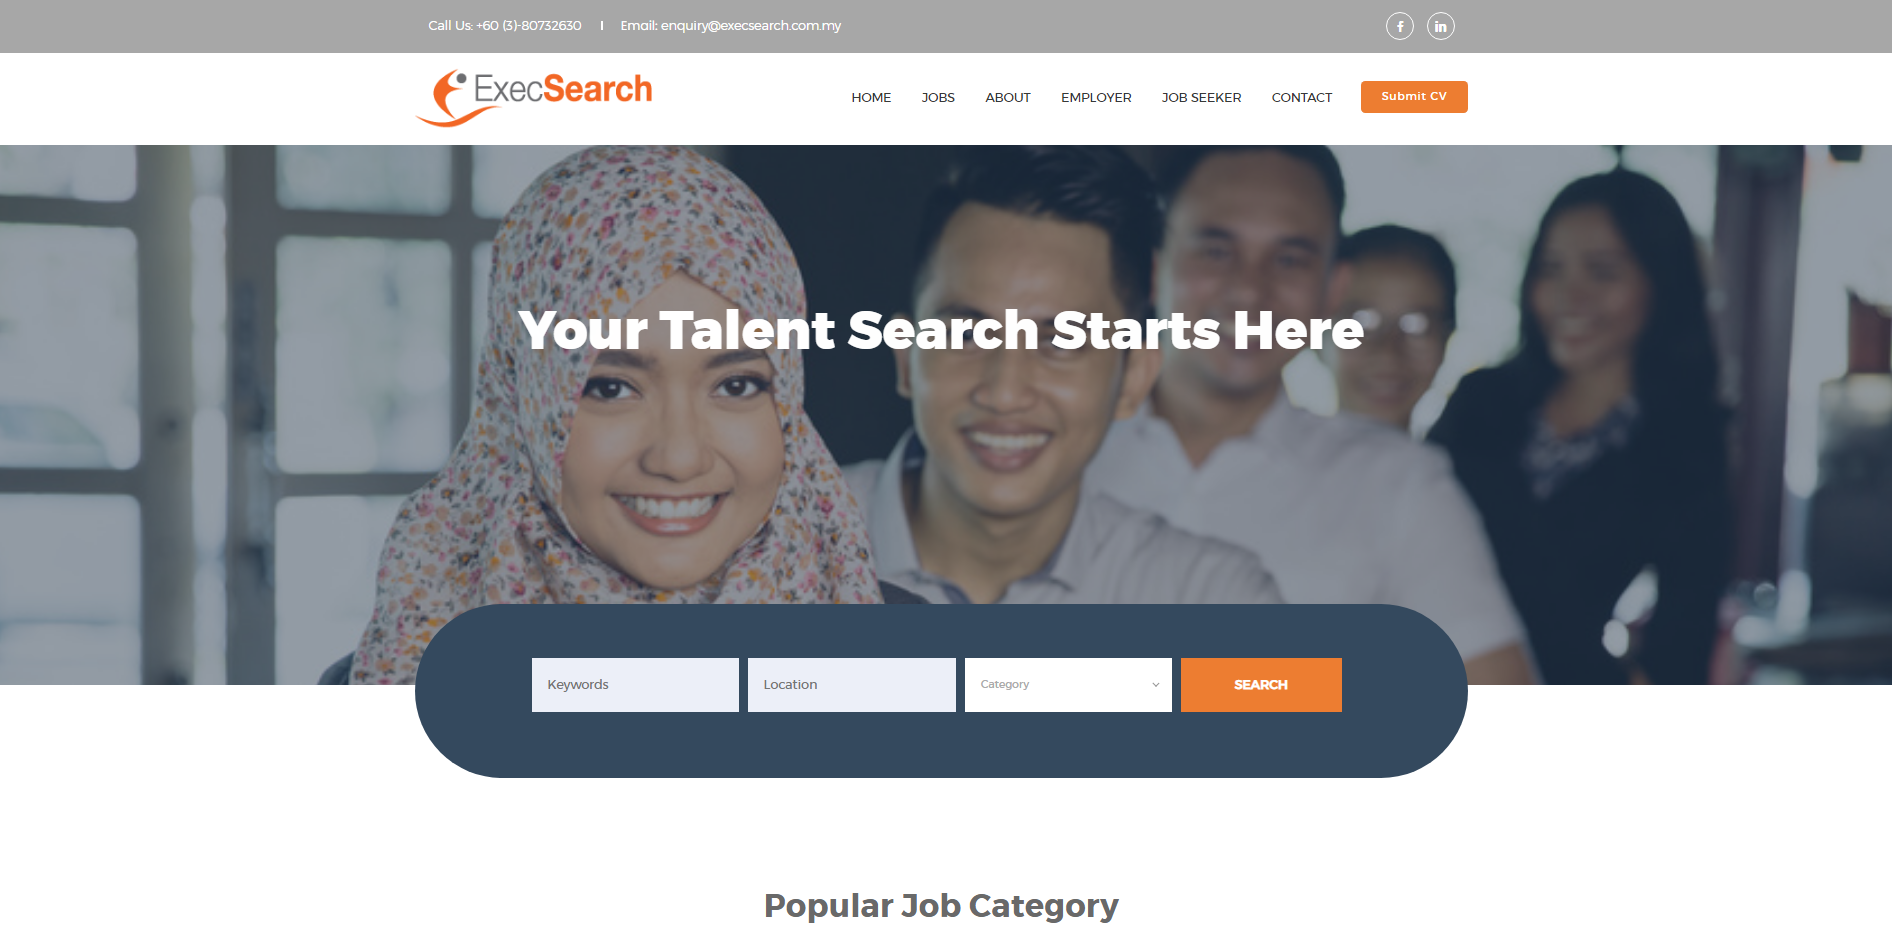 Call Us: +60 (3)-80732630 | Email: enquiry@execsearch.com.my
ExecSearch
HOME JOBS ABOUT EMPLOYER JOB SEEKER CONTACT Submit CV
Your Talent Search Starts Here
Keywords Location Category SEARCH
Popular Job Category